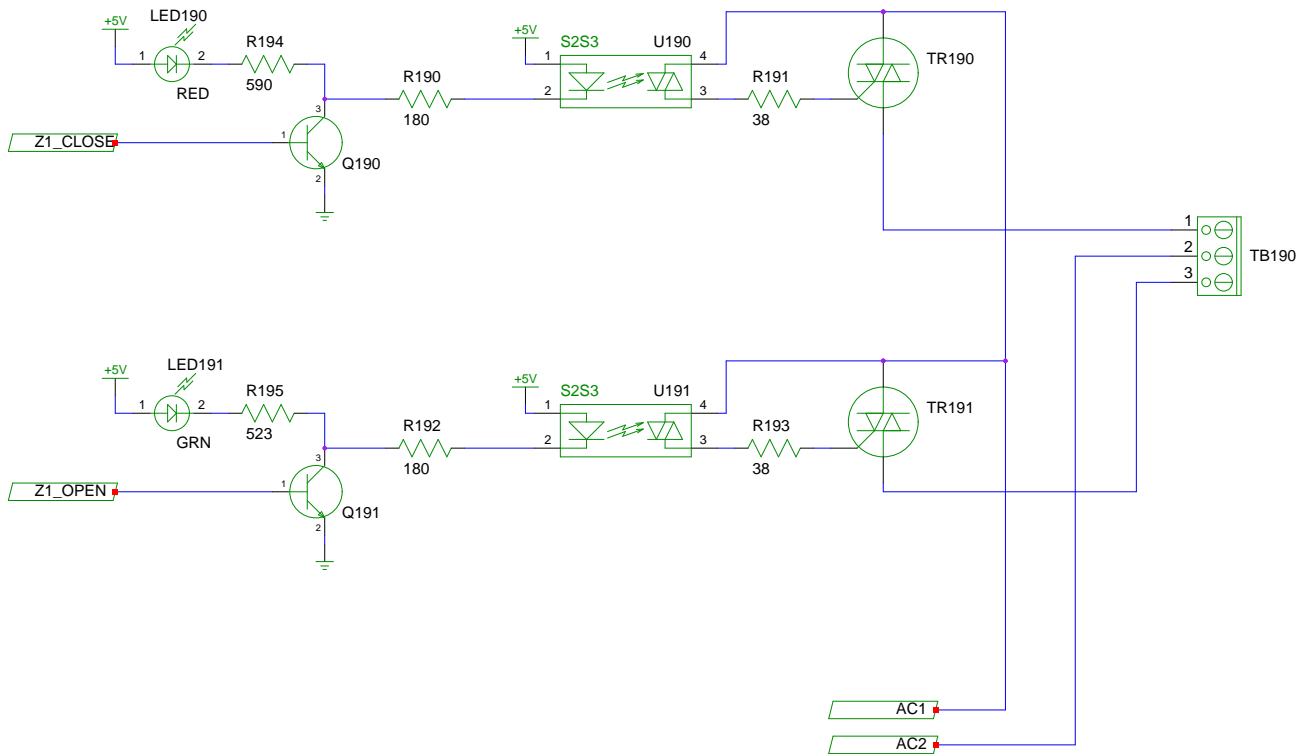 LED190
+5V
1
2
R194
590
RED
Z1_CLOSE
1
3
2
Q190
R190
180
+5V
S2S3
U190
1
2
4
3
R191
38
TR190
1
2
3
TB190
LED191
+5V
1
2
R195
523
GRN
Z1_OPEN
1
3
2
Q191
R192
180
+5V
S2S3
U191
1
2
4
3
R193
38
TR191
AC1
AC2